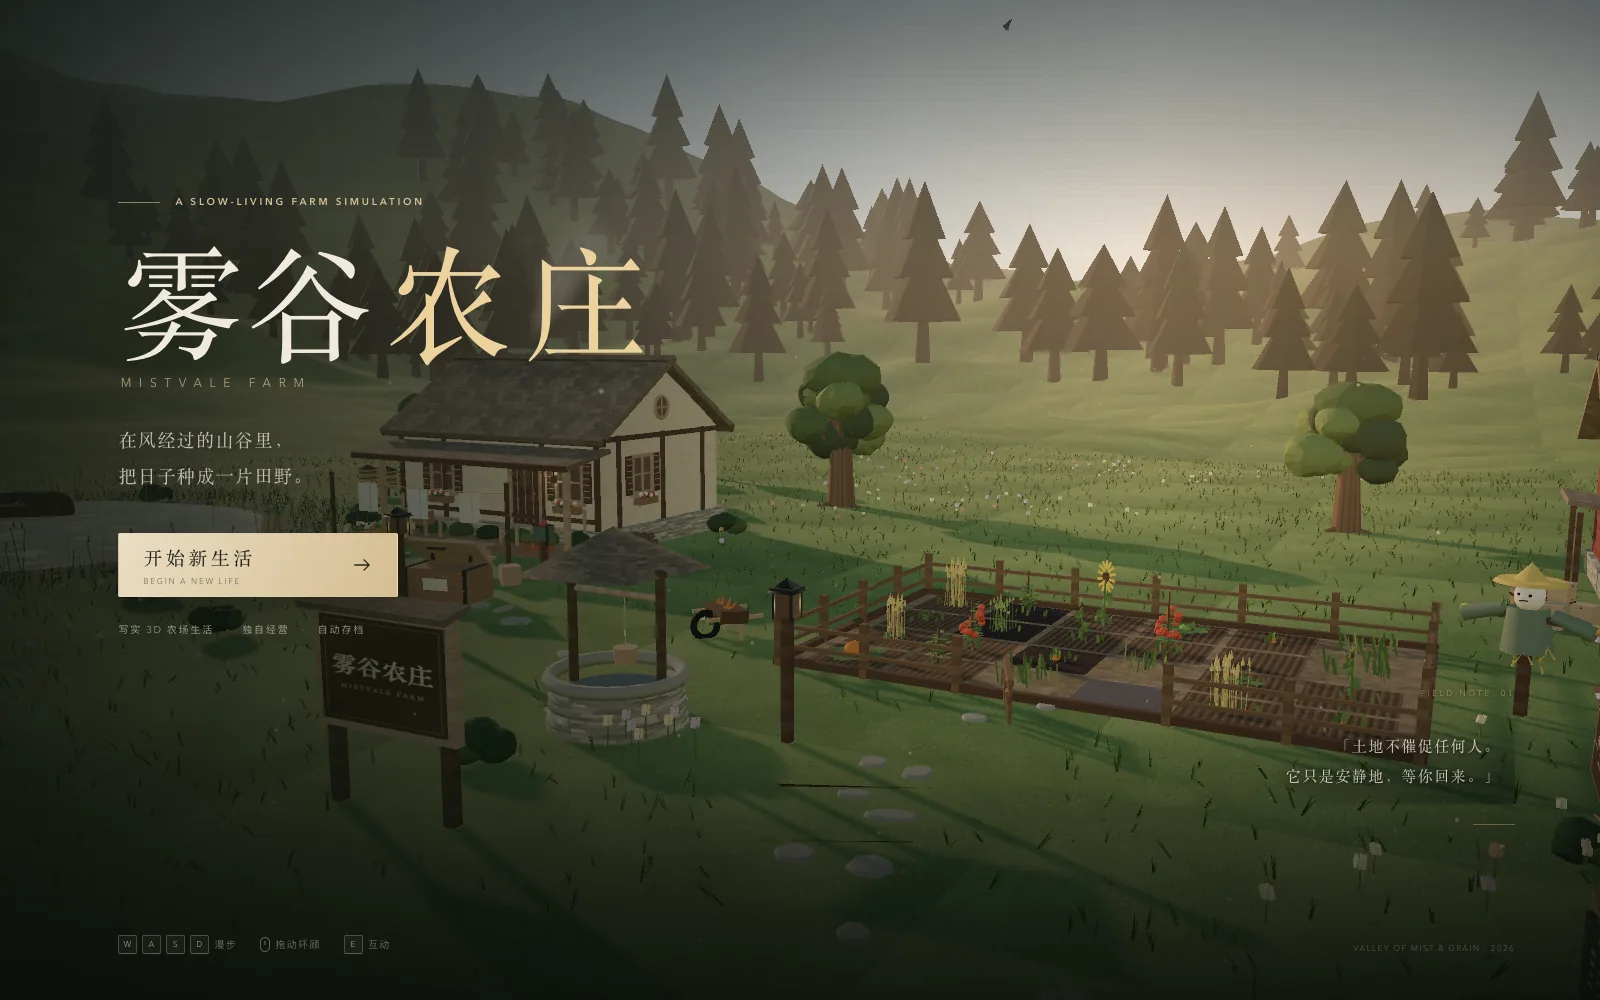 A SLOW-LIVING FARM SIMULATION
雾谷农庄
MISTVALE FARM
在风经过的山谷里，
把日子种成一片田野。
开始新生活 →
BEGIN A NEW LIFE
写实 3D 农场生活 · 独自经营 · 自动存档
雾谷农庄
MISTVALE FARM
FIELD NOTE 01
「土地不催促任何人。
它只是安静地，等你回来。」
W A S D 漫步 拖动环顾 E 互动
VALLEY OF MIST & GRAIN · 2026